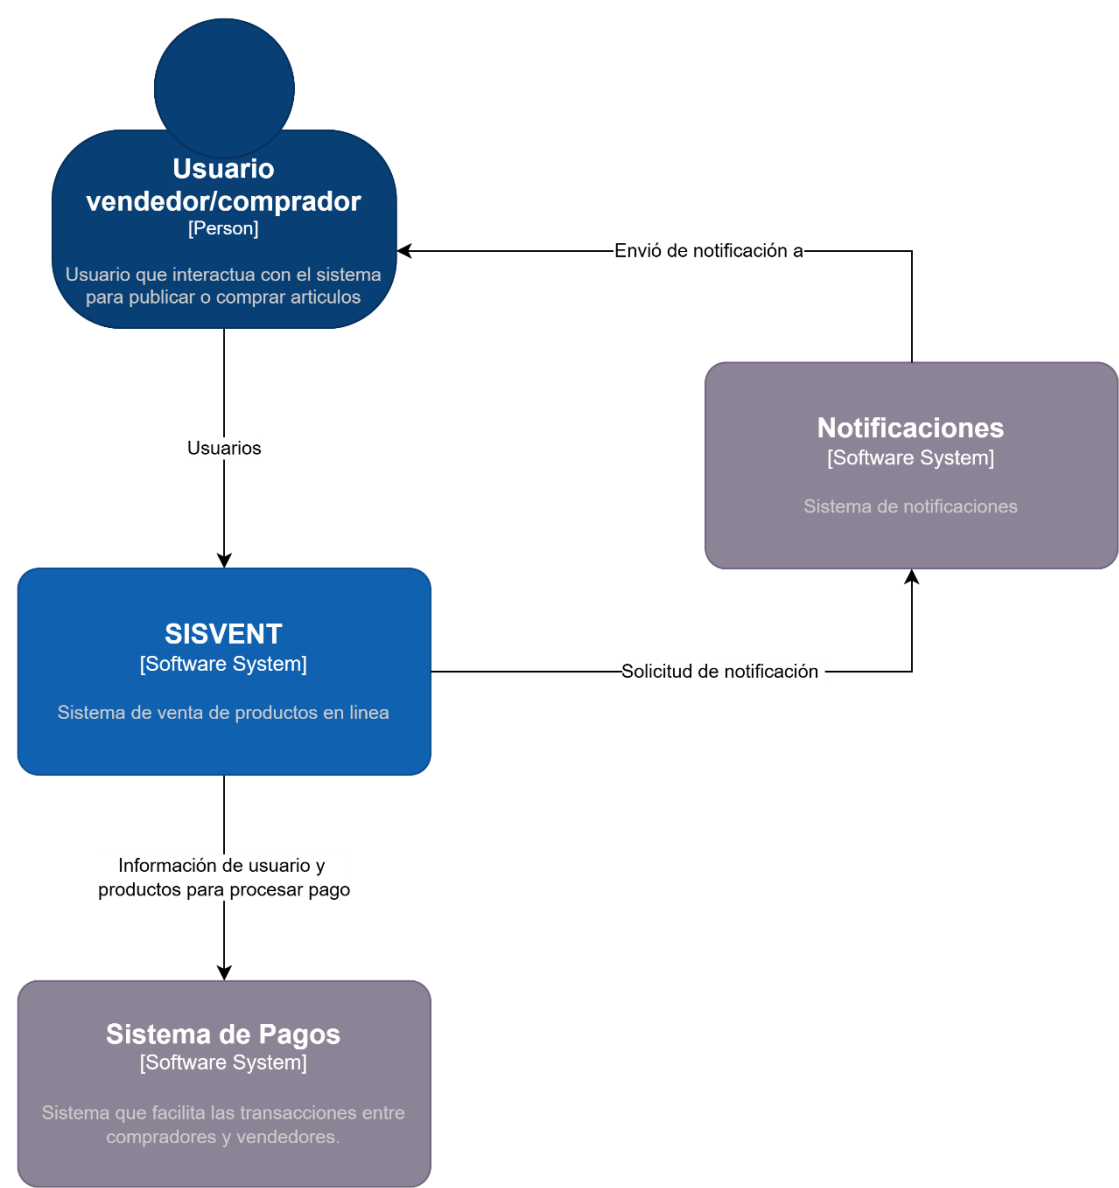 Usuario
vendedor/comprador
[Person]
Usuario que interactua con el sistema
para publicar o comprar articulos
Envió de notificación a
Usuarios
Notificaciones
[Software System]
Sistema de notificaciones
SISVENT
[Software System]
Sistema de venta de productos en linea
Solicitud de notificación
Información de usuario y
productos para procesar pago
Sistema de Pagos
[Software System]
Sistema que facilita las transacciones entre
compradores y vendedores.